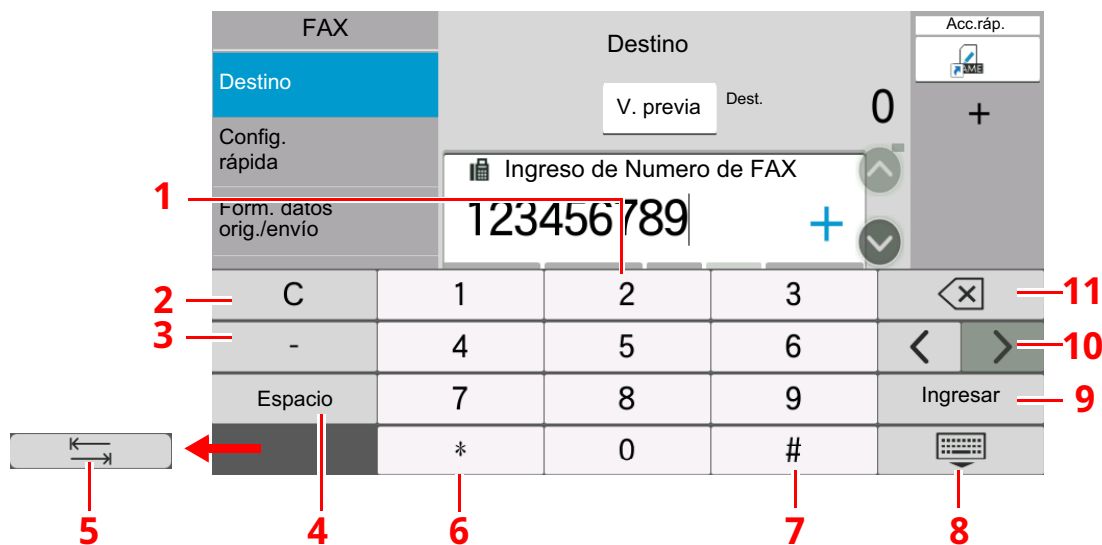 FAX
Destino
Config.
rápida
Form. datos
orig./envío
Destino
V. previa
Dest.
0
Acc.ráp.
AME
+
Ingreso de Numero de FAX
123456789
+
C 1 2 3
- 4 5 6
Espacio 7 8 9 Ingresar
* 0 #
1
2
3
4
5
6
7
8
9
10
11